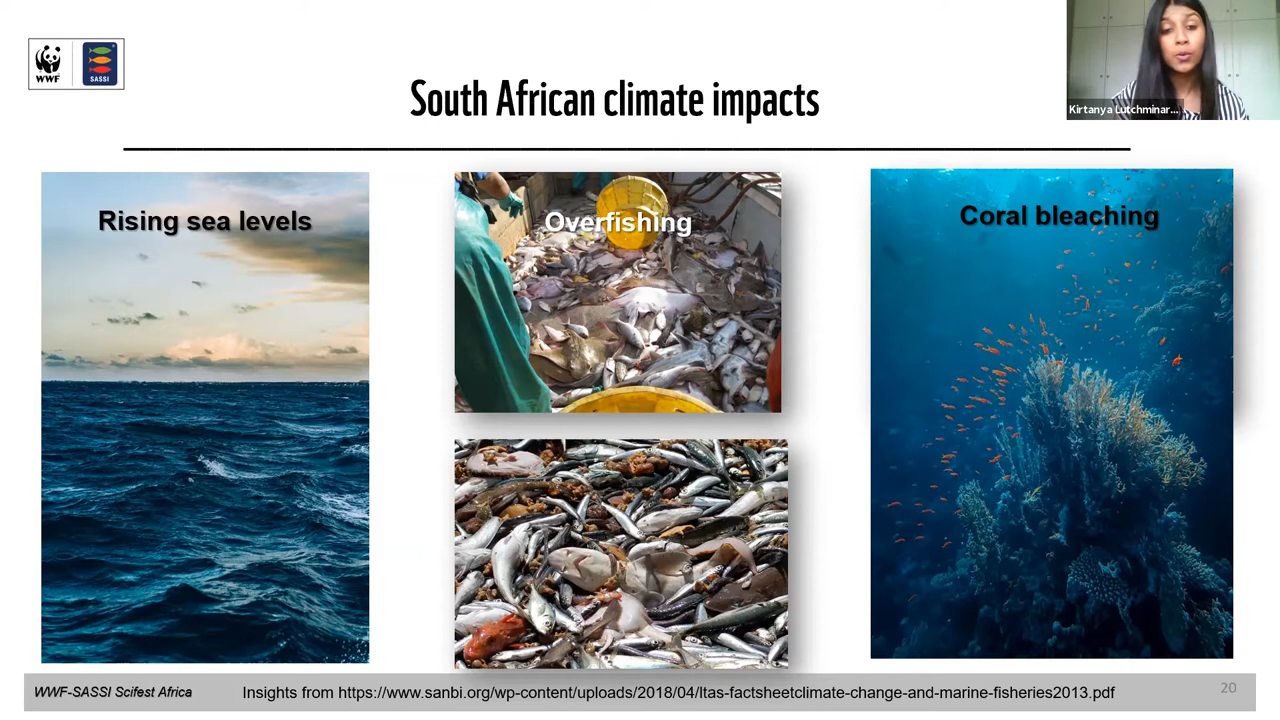 WWF
SASSI
South African climate impacts
Kirtanya Lutchminar...
Rising sea levels
Overfishing
Coral bleaching
WWF-SASSI Scifest Africa
Insights from https://www.sanbi.org/wp-content/uploads/2018/04/ltas-factsheetclimate-change-and-marine-fisheries2013.pdf
20